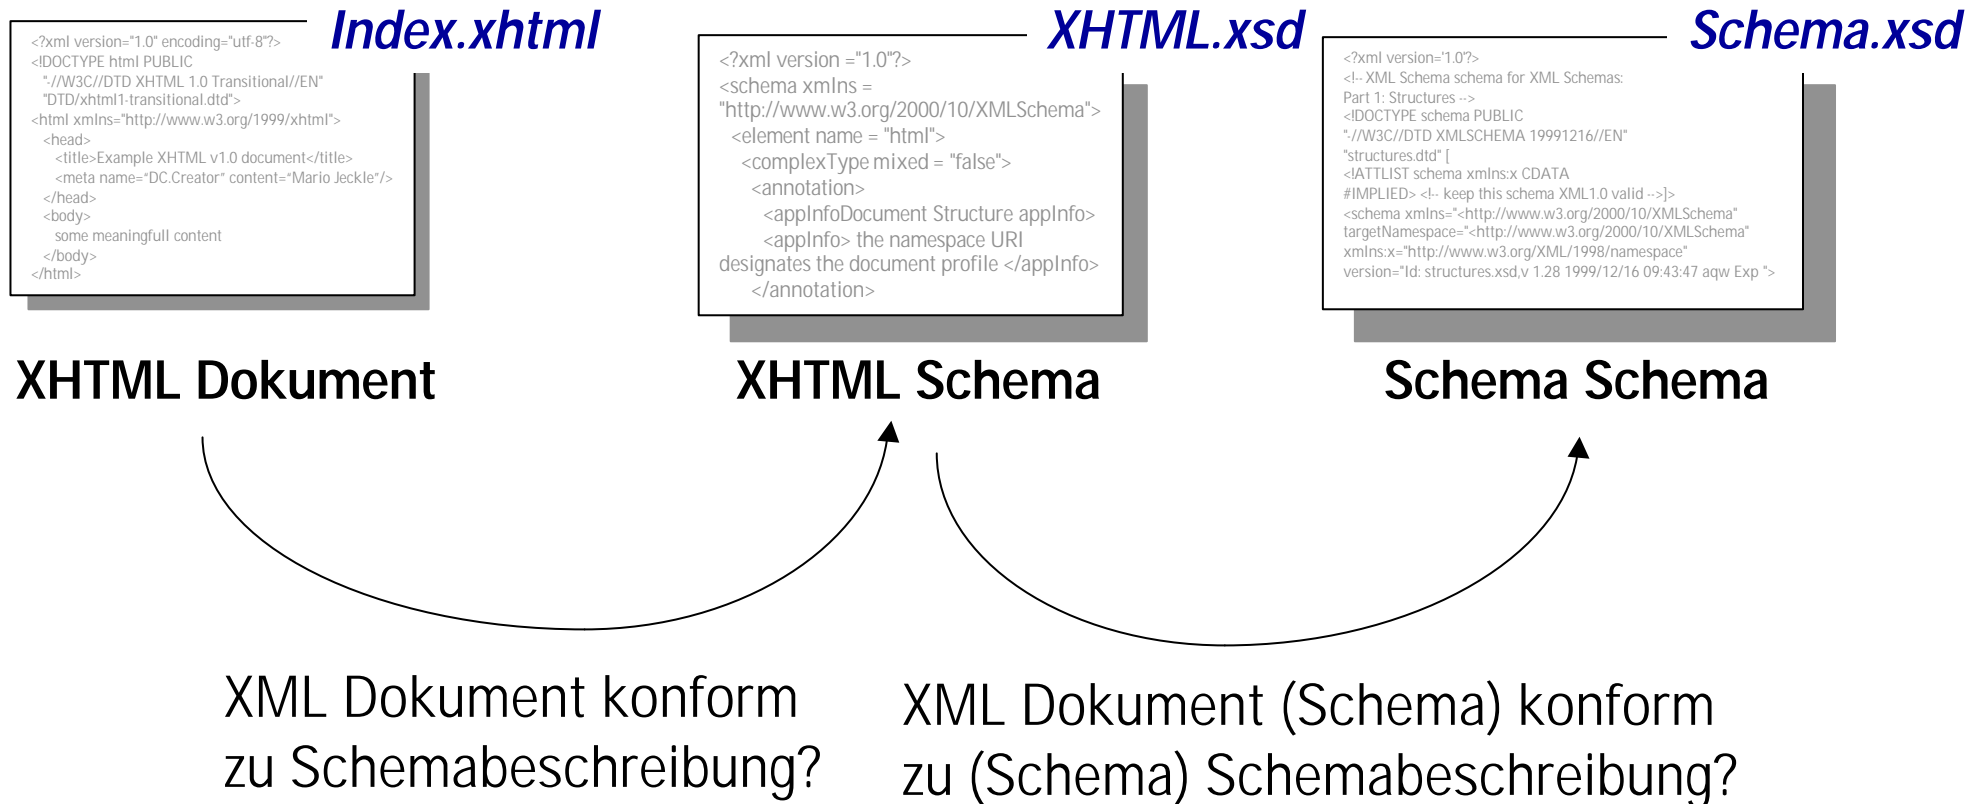 Index.xhtml
<?xml version="1.0" encoding="utf-8"?>
<!DOCTYPE html PUBLIC
"-//W3C//DTD XHTML 1.0 Transitional//EN"
"DTD/xhtml1-transitional.dtd">
<html xmlns="http://www.w3.org/1999/xhtml">
<head>
<title>Example XHTML v1.0 document</title>
<meta name=“DC.Creator” content=“Mario Jeckle”/>
</head>
<body>
some meaningfull content
</body>
</html>
XHTML Dokument
XHTML.xsd
<?xml version ="1.0"?>
<schema xmlns =
"http://www.w3.org/2000/10/XMLSchema">
<element name = "html">
<complexType mixed = "false">
<annotation>
<appInfoDocument Structure appInfo>
<appInfo> the namespace URI
designates the document profile </appInfo>
</annotation>
XHTML Schema
Schema.xsd
<?xml version='1.0'?>
<!-- XML Schema schema for XML Schemas:
Part 1: Structures -->
<!DOCTYPE schema PUBLIC
"-//W3C//DTD XMLSCHEMA 19991216//EN"
"structures.dtd" [
<!ATTLIST schema xmlns:x CDATA
#IMPLIED> <!-- keep this schema XML1.0 valid -->]>
<schema xmlns="<http://www.w3.org/2000/10/XMLSchema"
targetNamespace="<http://www.w3.org/2000/10/XMLSchema"
xmlns:x="http://www.w3.org/XML/1998/namespace"
version="Id: structures.xsd,v 1.28 1999/12/16 09:43:47 aqw Exp ">
Schema Schema
XML Dokument konform
zu Schemabeschreibung?
XML Dokument (Schema) konform
zu (Schema) Schemabeschreibung?